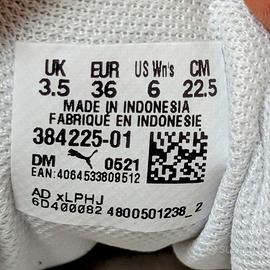 UK EUR US Wn's CM
3.5 36 6 22.5
MADE IN INDONESIA
FABRIQUÉ EN INDONESIE
384225-01
DM 0521
EAN:4064533809512
AD xLPHJ
6D400082 4800501238_2